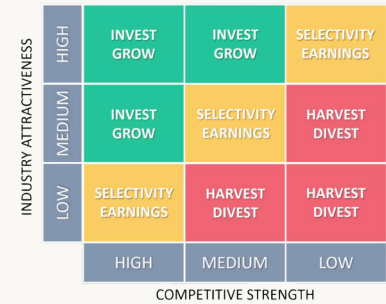 INDUSTRY ATTRACTIVENESS
HIGH
INVEST
GROW
INVEST
GROW
SELECTIVITY
EARNINGS
MEDIUM
INVEST
GROW
SELECTIVITY
EARNINGS
HARVEST
DIVEST
LOW
SELECTIVITY
EARNINGS
HARVEST
DIVEST
HARVEST
DIVEST
HIGH
MEDIUM
LOW
COMPETITIVE STRENGTH